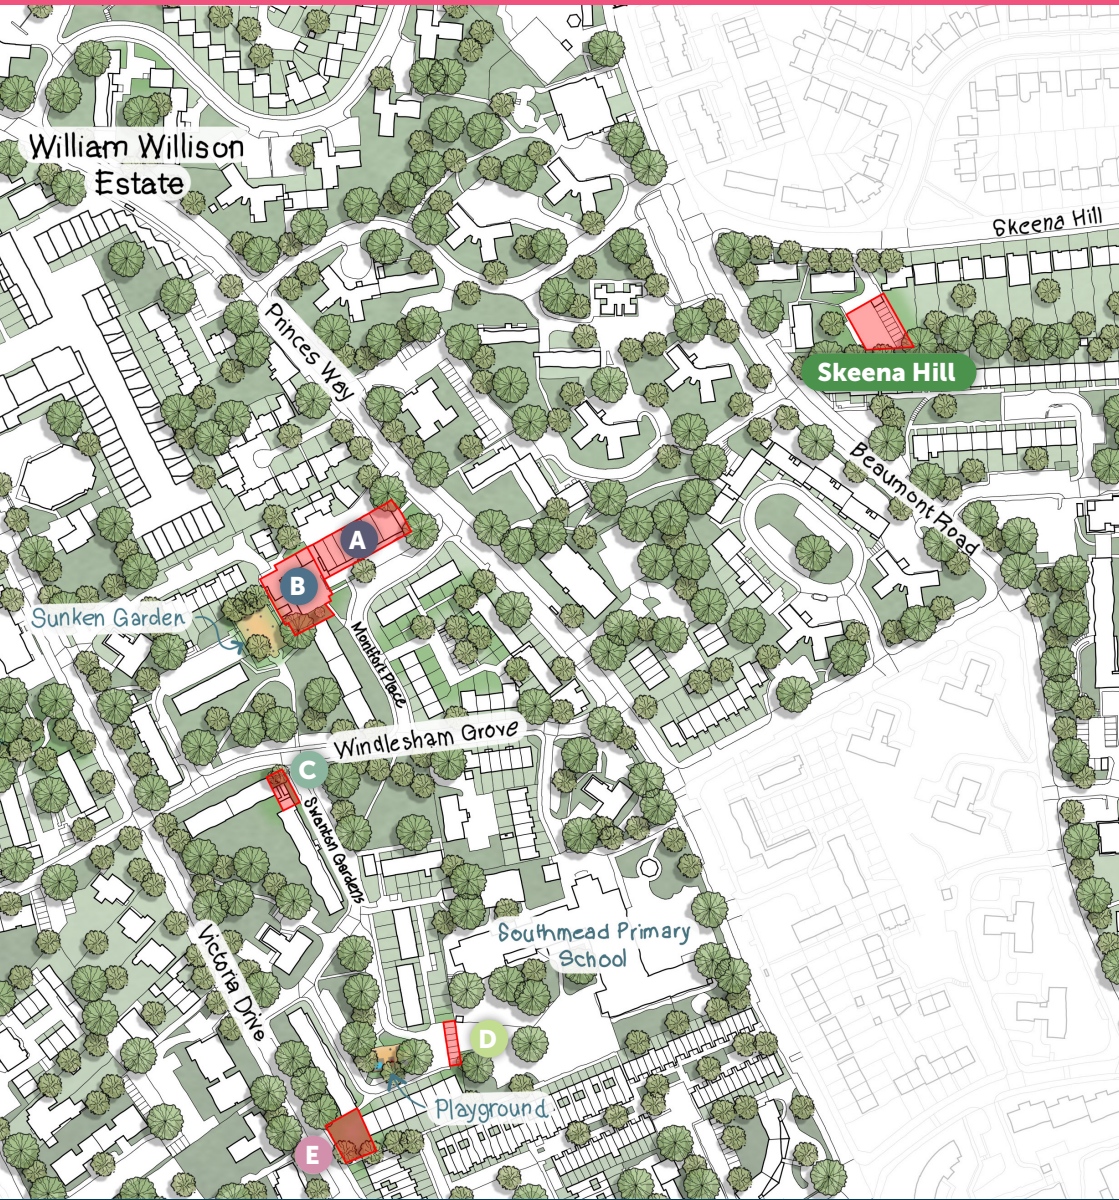 William Willison
Estate
Skeena Hill
Princes Way
Skeena Hill
Beaumont Road
A
B
Sunken Garden
Montfort Place
Windlesham Grove
C
Swanton Gardens
Southmead Primary
School
Victoria Drive
D
Playground
E